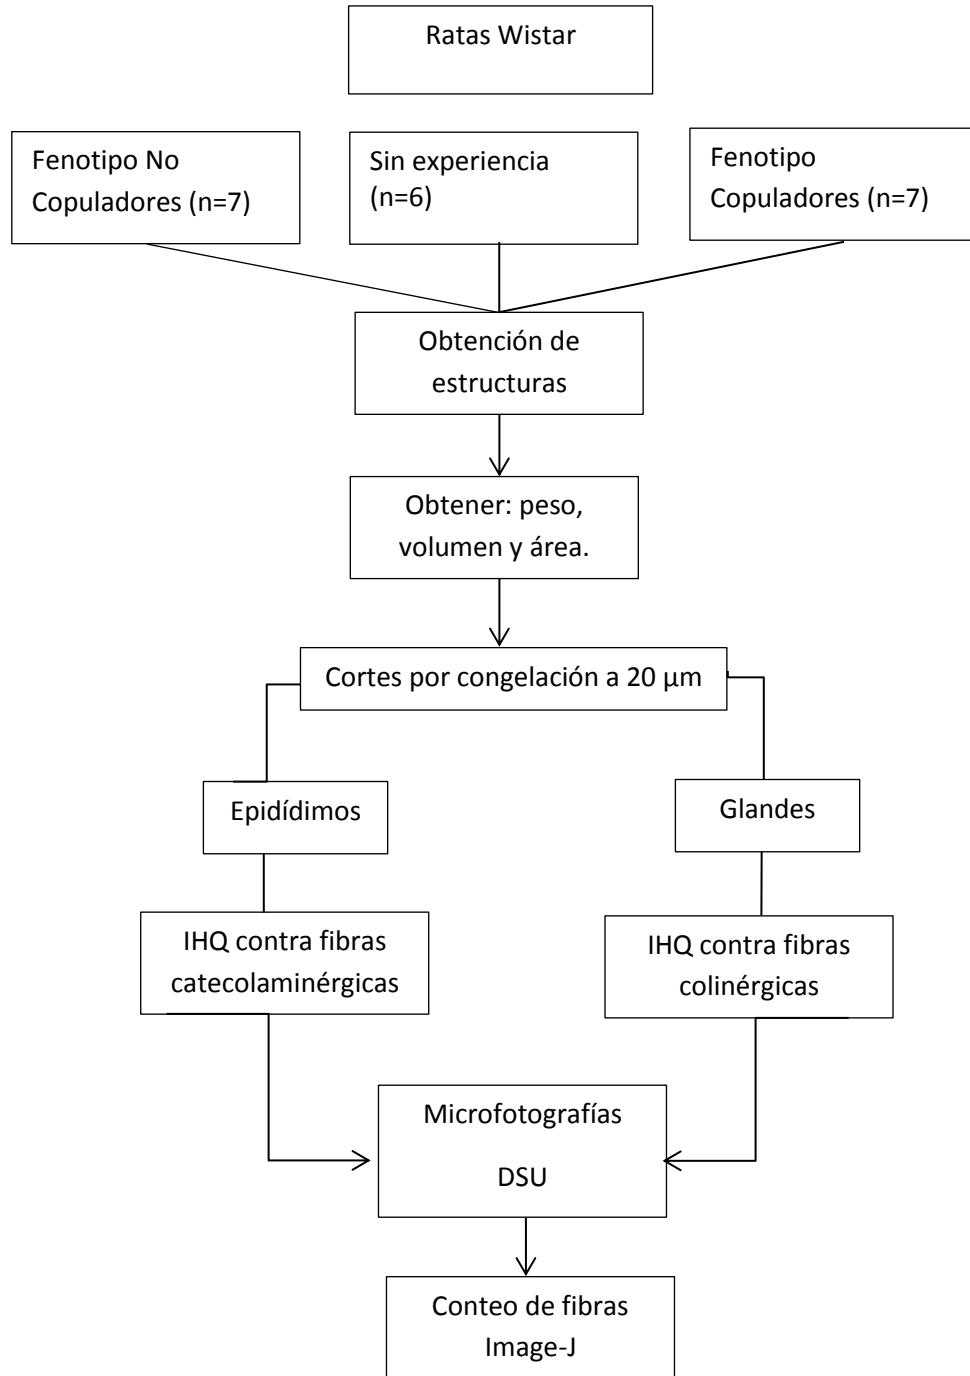 Ratas Wistar
Fenotipo No
Copuladores (n=7)
Sin experiencia
(n=6)
Fenotipo
Copuladores (n=7)
Obtención de
estructuras
Obtener: peso,
volumen y área.
Cortes por congelación a 20 µm
Epidídimos
Glandes
IHQ contra fibras
catecolaminérgicas
IHQ contra fibras
colinérgicas
Microfotografías
DSU
Conteo de fibras
Image-J